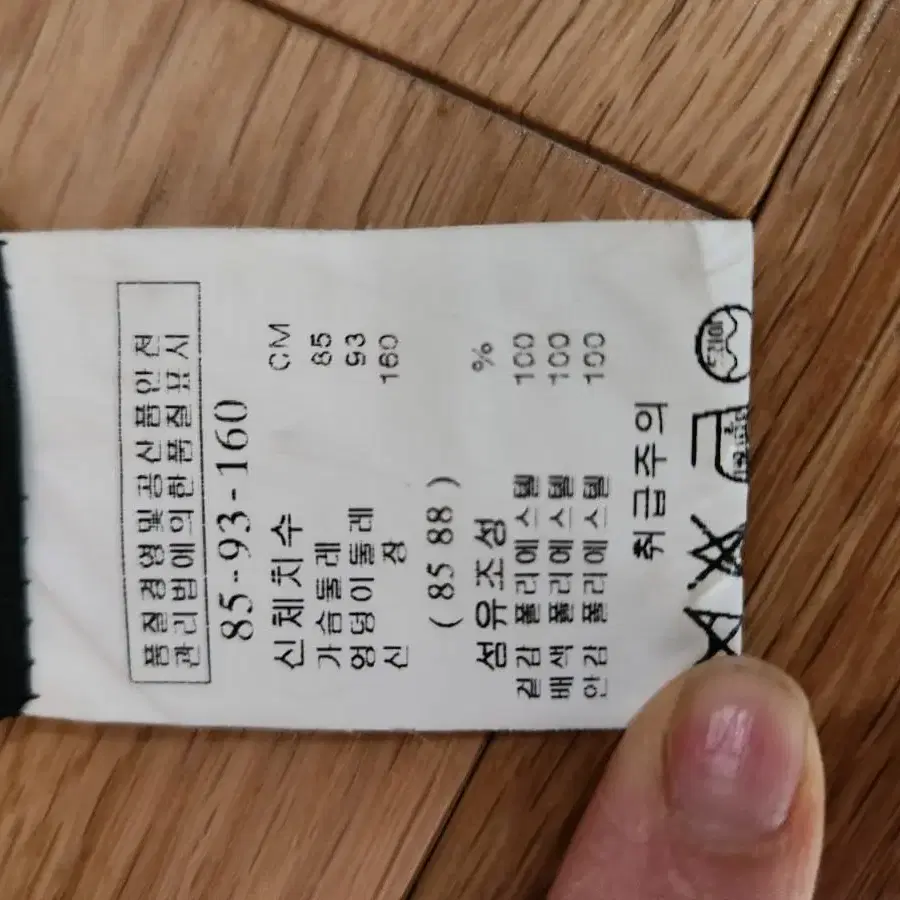 품질경영 및 공산품안전
관리법에 의한 품질표시
85-93-160
신체치수 CM
가슴둘레 85
엉덩이둘레 93
신 장 160
( 85 88 )
섬유조성 %
겉감 폴리에스텔 100
배색 폴리에스텔 100
안감 폴리에스텔 100
취급주의
드라이